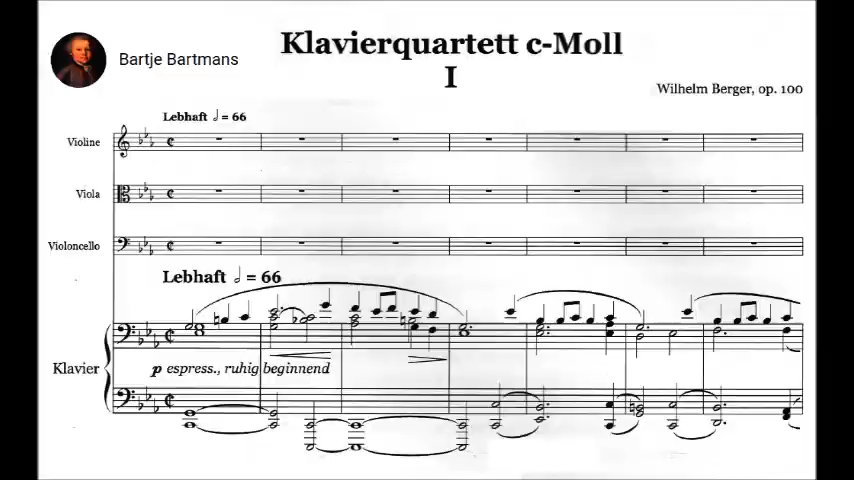 Klavierquartett c-Moll
I
Bartje Bartmans
Wilhelm Berger, op. 100
Lebhaft 𝅗𝅥 = 66
Violine
Viola
Violoncello
Lebhaft 𝅗𝅥 = 66
Klavier
p espress., ruhig beginnend